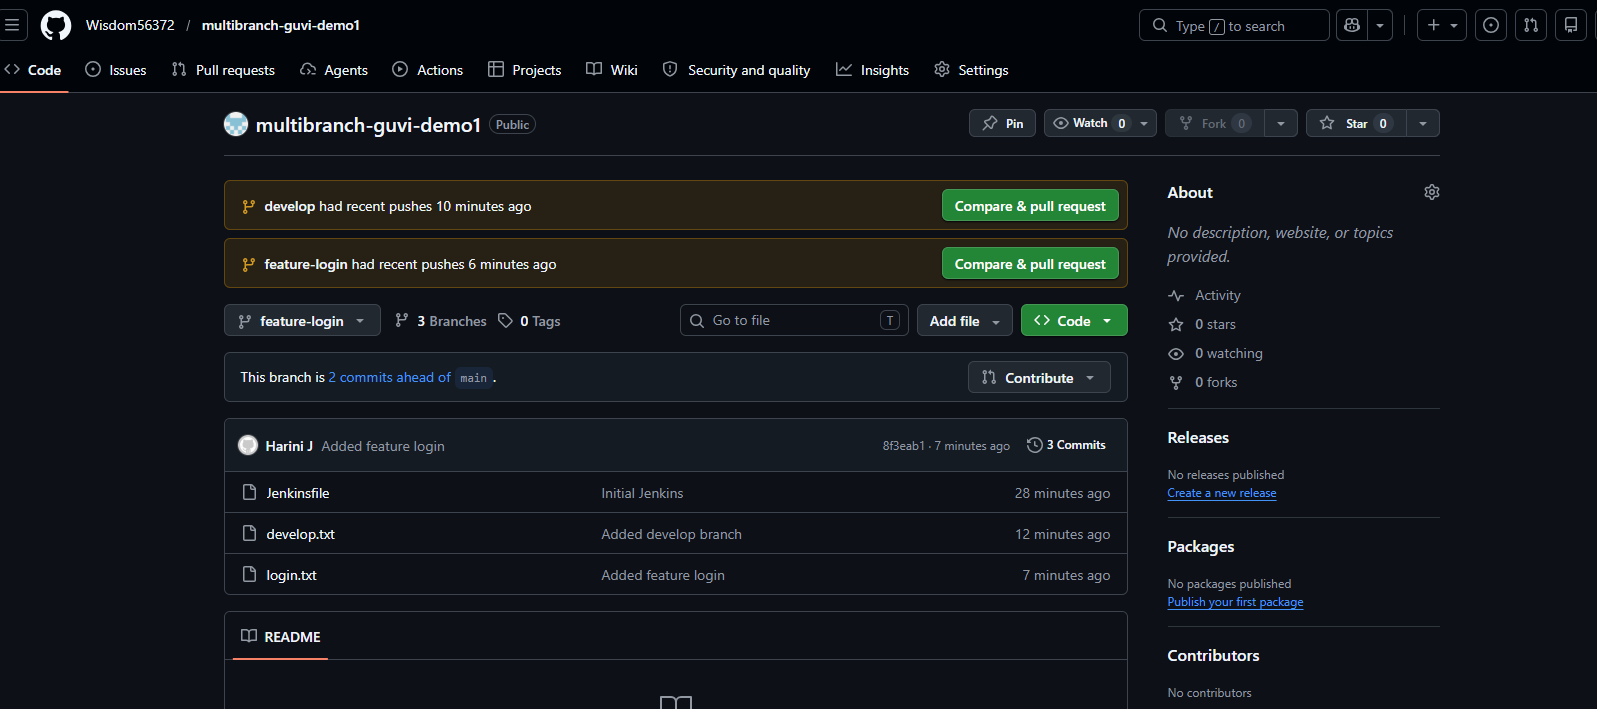 Wisdom56372 / multibranch-guvi-demo1
Type / to search
Code
Issues
Pull requests
Agents
Actions
Projects
Wiki
Security and quality
Insights
Settings
multibranch-guvi-demo1 Public
Pin
Watch 0
Fork 0
Star 0
develop had recent pushes 10 minutes ago
Compare & pull request
feature-login had recent pushes 6 minutes ago
Compare & pull request
feature-login
3 Branches
0 Tags
Go to file
T
Add file
Code
This branch is 2 commits ahead of main.
Contribute
Harini J Added feature login
8f3eab1 · 7 minutes ago
3 Commits
Jenkinsfile Initial Jenkins 28 minutes ago
develop.txt Added develop branch 12 minutes ago
login.txt Added feature login 7 minutes ago
README
About
No description, website, or topics
provided.
Activity
0 stars
0 watching
0 forks
Releases
No releases published
Create a new release
Packages
No packages published
Publish your first package
Contributors
No contributors